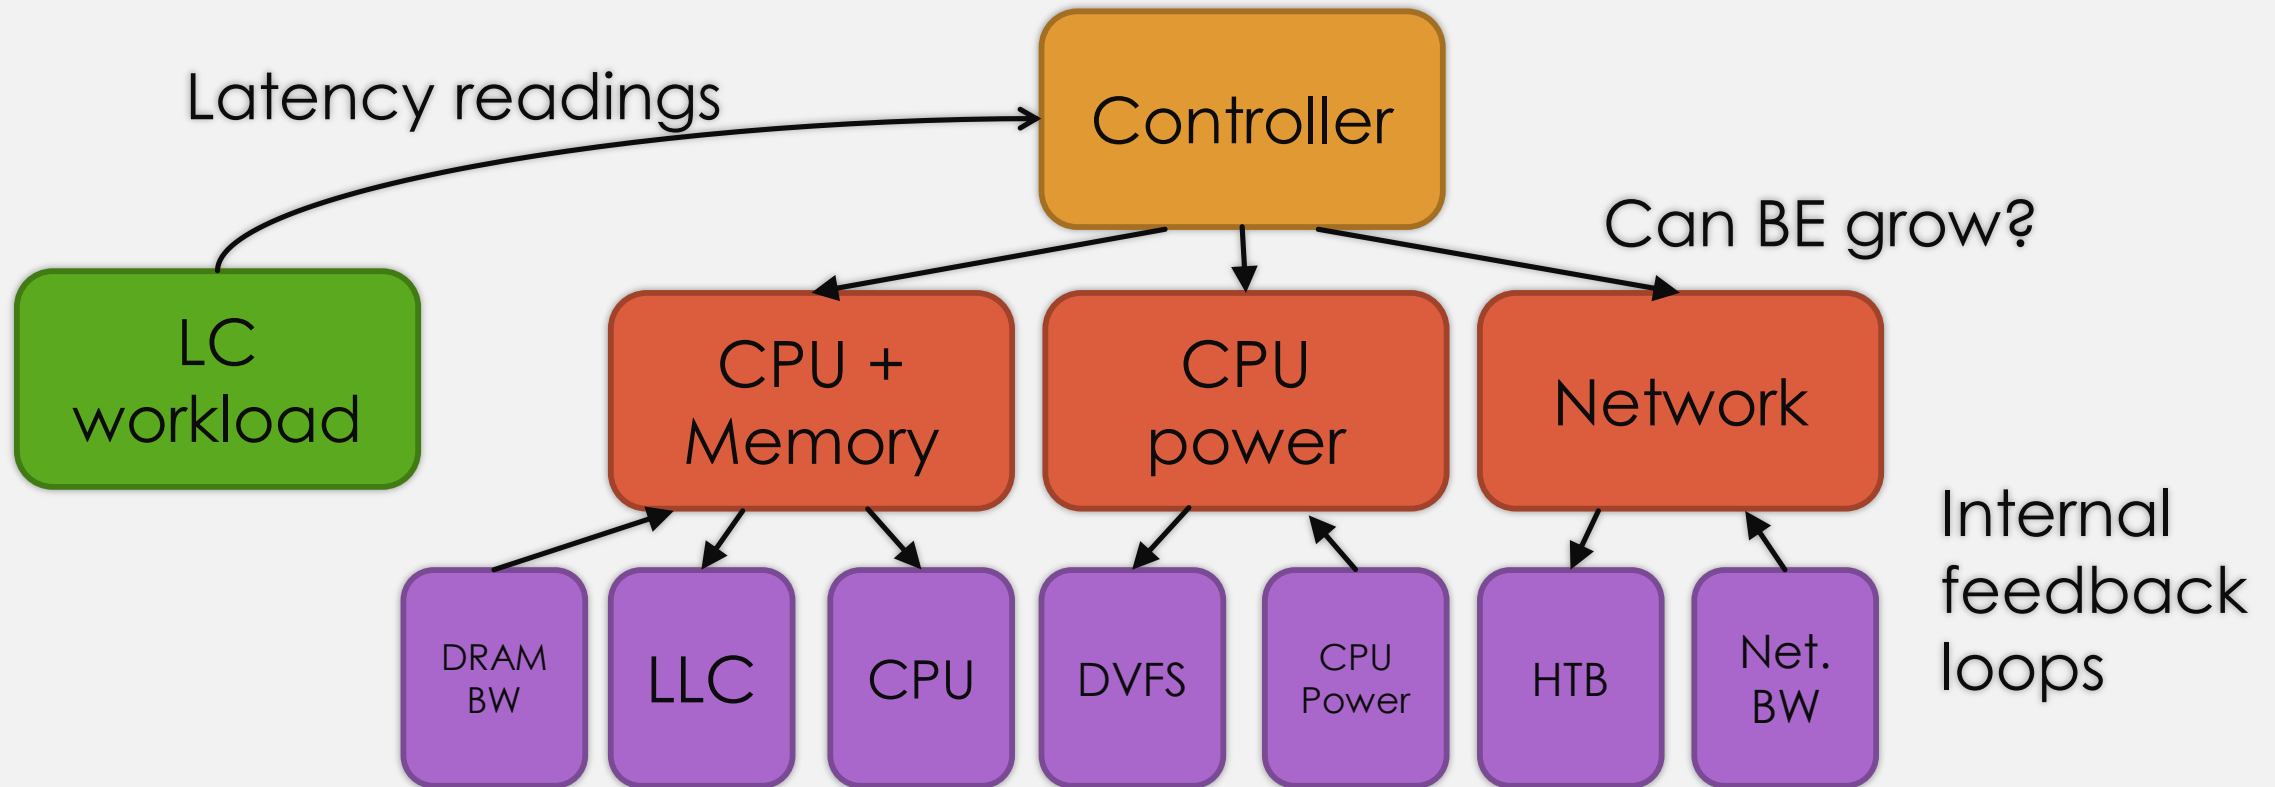 Latency readings
Controller
Can BE grow?
LC
workload
CPU +
Memory
CPU
power
Network
Internal
feedback
loops
DRAM
BW
LLC
CPU
DVFS
CPU
Power
HTB
Net.
BW